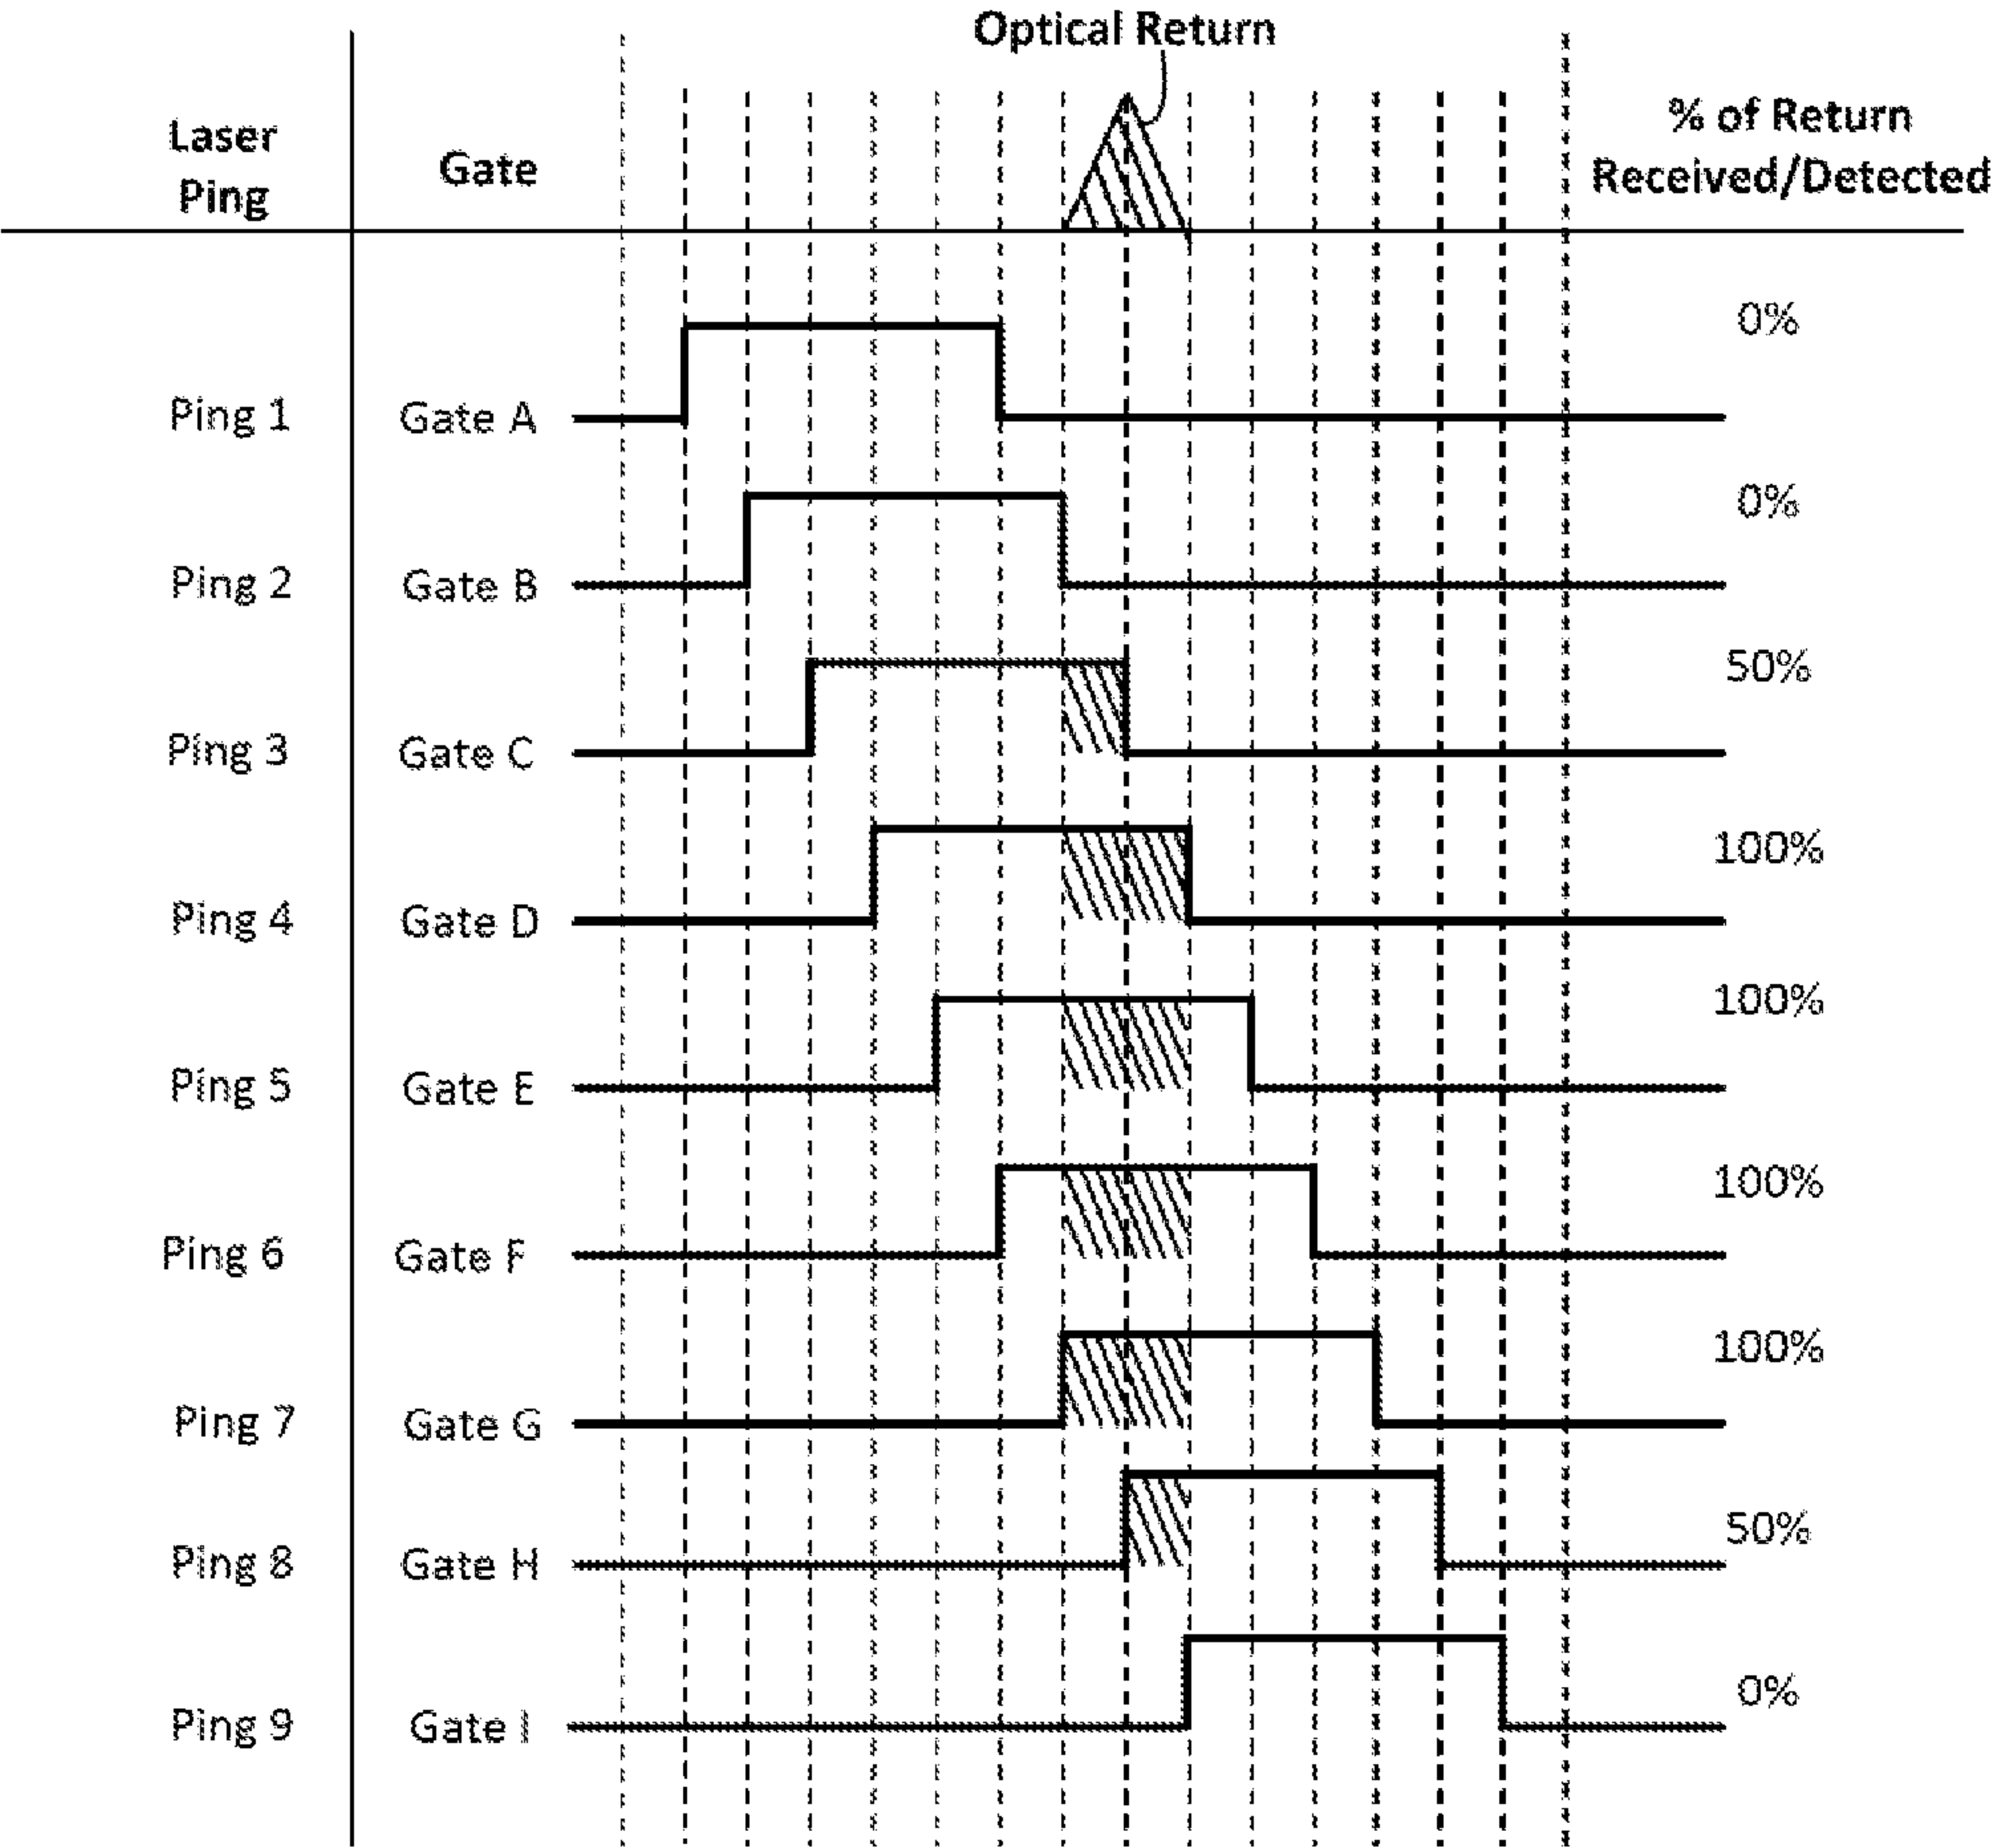 Optical Return
Laser
Ping
Gate
% of Return
Received/Detected
0%
Ping 1
Gate A
0%
Ping 2
Gate B
50%
Ping 3
Gate C
100%
Ping 4
Gate D
100%
Ping 5
Gate E
100%
Ping 6
Gate F
100%
Ping 7
Gate G
50%
Ping 8
Gate H
0%
Ping 9
Gate I